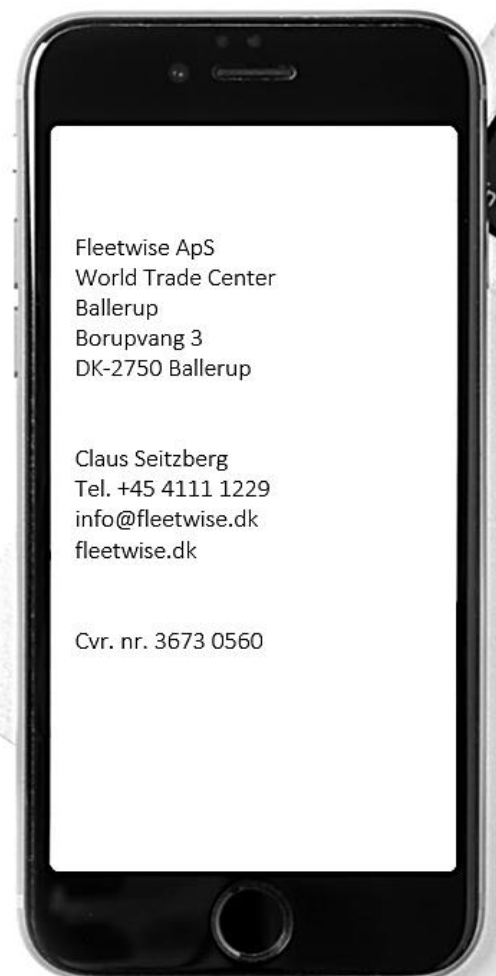 Fleetwise ApS
World Trade Center
Ballerup
Borupvang 3
DK-2750 Ballerup
Claus Seitzberg
Tel. +45 4111 1229
info@fleetwise.dk
fleetwise.dk
Cvr. nr. 3673 0560